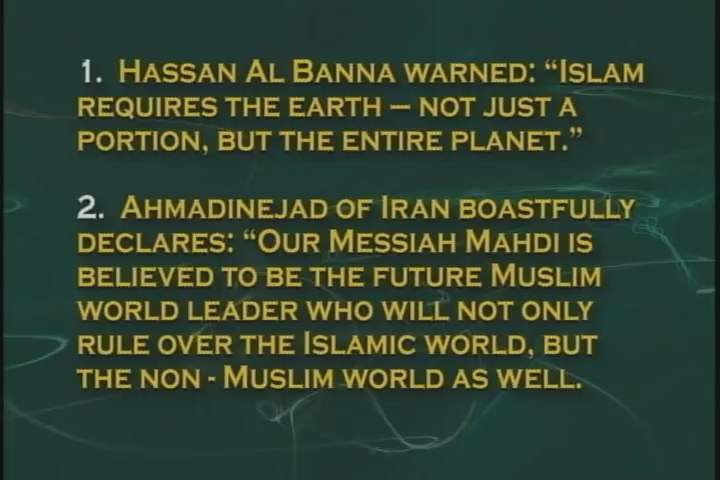 1. HASSAN AL BANNA WARNED: “ISLAM
REQUIRES THE EARTH – NOT JUST A
PORTION, BUT THE ENTIRE PLANET.”
2. AHMADINEJAD OF IRAN BOASTFULLY
DECLARES: “OUR MESSIAH MAHDI IS
BELIEVED TO BE THE FUTURE MUSLIM
WORLD LEADER WHO WILL NOT ONLY
RULE OVER THE ISLAMIC WORLD, BUT
THE NON - MUSLIM WORLD AS WELL.